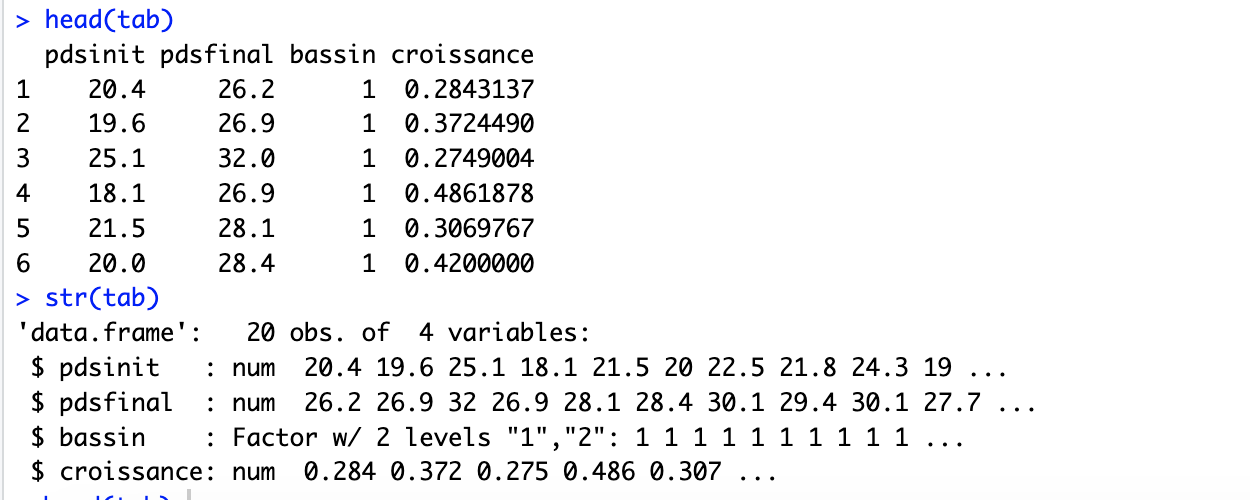 > head(tab)
  pdsinit pdsfinal bassin croissance
1    20.4     26.2      1  0.2843137
2    19.6     26.9      1  0.3724490
3    25.1     32.0      1  0.2749004
4    18.1     26.9      1  0.4861878
5    21.5     28.1      1  0.3069767
6    20.0     28.4      1  0.4200000
> str(tab)
'data.frame':   20 obs. of  4 variables:
 $ pdsinit   : num  20.4 19.6 25.1 18.1 21.5 20 22.5 21.8 24.3 19 ...
 $ pdsfinal  : num  26.2 26.9 32 26.9 28.1 28.4 30.1 29.4 30.1 27.7 ...
 $ bassin    : Factor w/ 2 levels "1","2": 1 1 1 1 1 1 1 1 1 1 ...
 $ croissance: num  0.284 0.372 0.275 0.486 0.307 ...